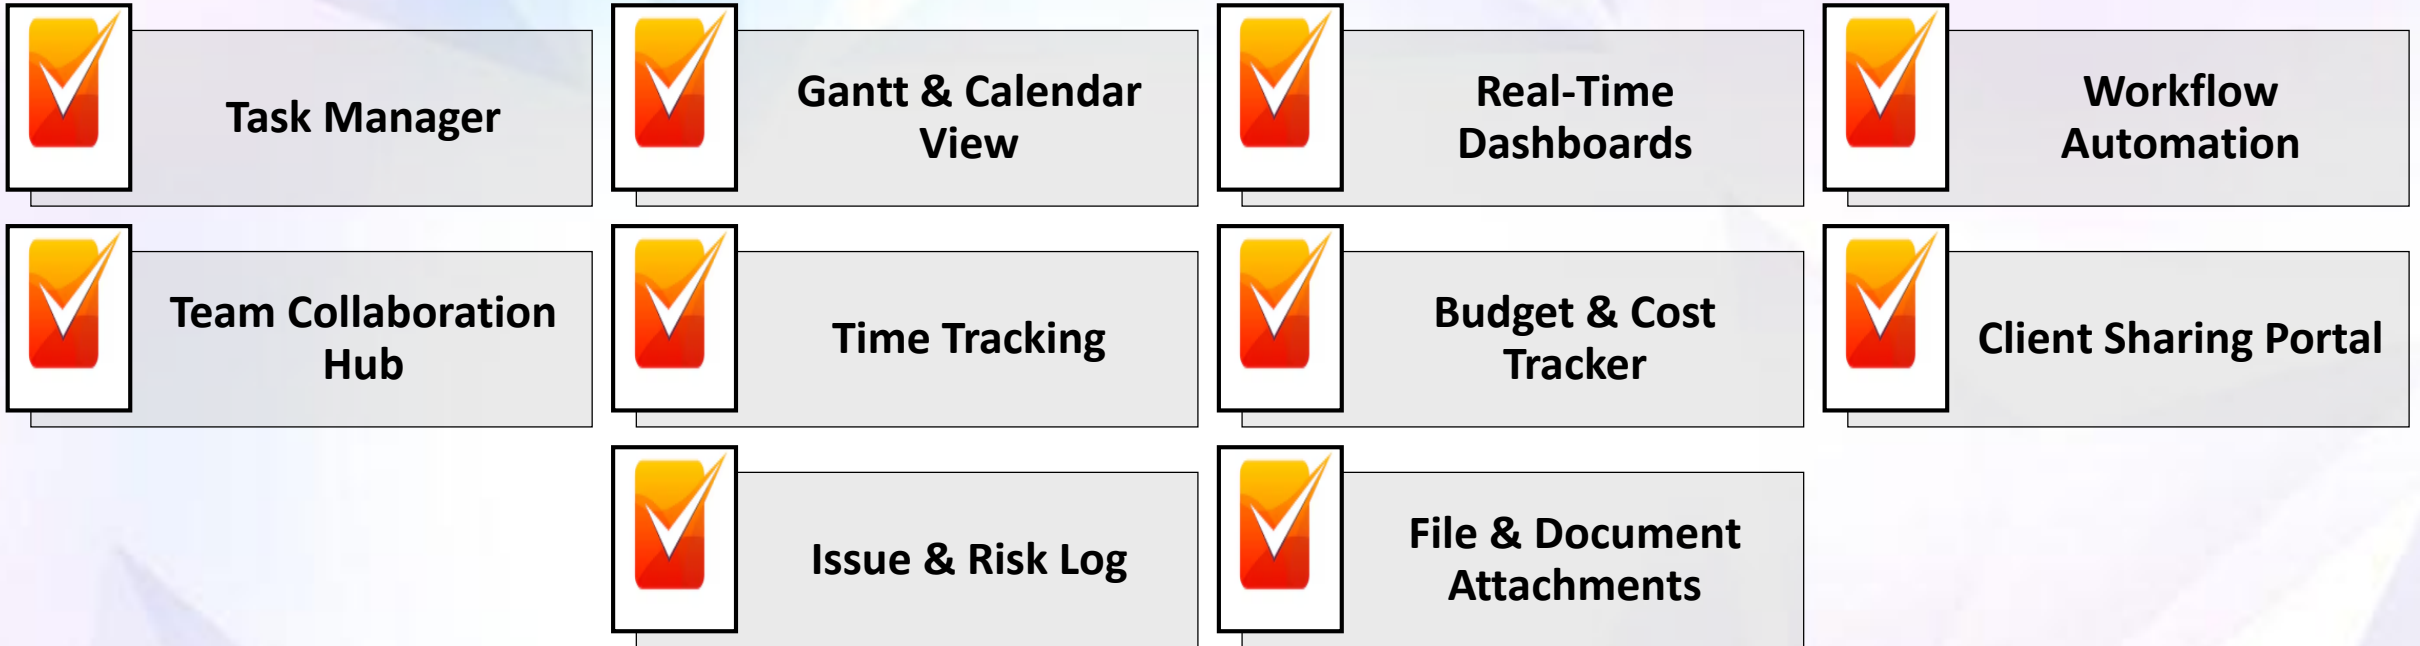 Task Manager
Gantt & Calendar
View
Real-Time
Dashboards
Workflow
Automation
Team Collaboration
Hub
Time Tracking
Budget & Cost
Tracker
Client Sharing Portal
Issue & Risk Log
File & Document
Attachments